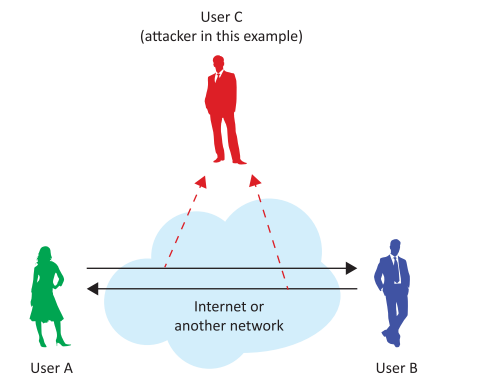 User C
(attacker in this example)
Internet or
another network
User A
User B